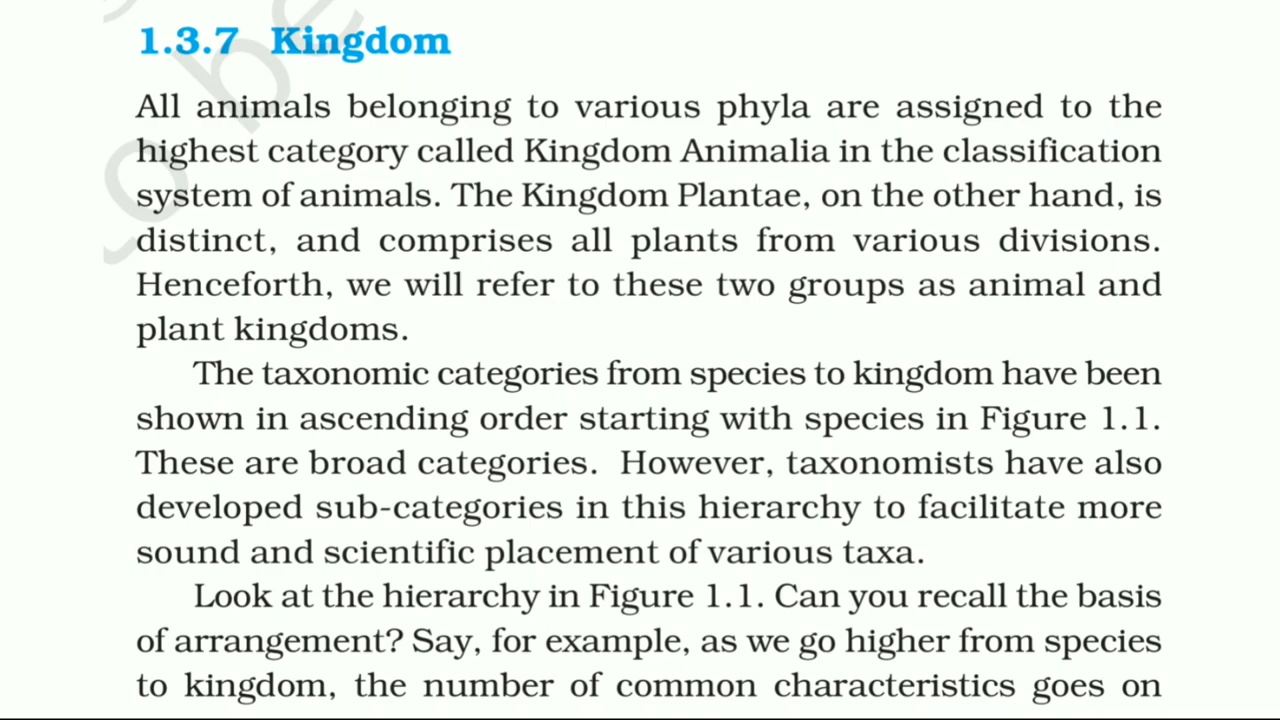 1.3.7 Kingdom
All animals belonging to various phyla are assigned to the
highest category called Kingdom Animalia in the classification
system of animals. The Kingdom Plantae, on the other hand, is
distinct, and comprises all plants from various divisions.
Henceforth, we will refer to these two groups as animal and
plant kingdoms.
The taxonomic categories from species to kingdom have been
shown in ascending order starting with species in Figure 1.1.
These are broad categories. However, taxonomists have also
developed sub-categories in this hierarchy to facilitate more
sound and scientific placement of various taxa.
Look at the hierarchy in Figure 1.1. Can you recall the basis
of arrangement? Say, for example, as we go higher from species
to kingdom, the number of common characteristics goes on